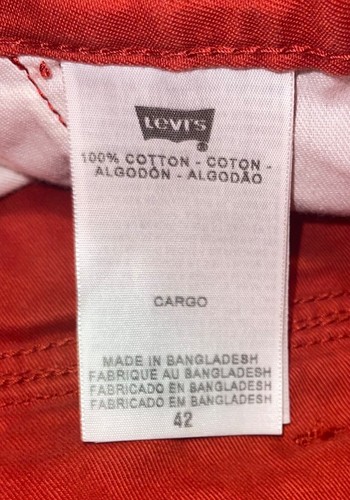 Levi's
®
100% COTTON - COTON -
ALGODÓN - ALGODÃO
CARGO
MADE IN BANGLADESH
FABRIQUE AU BANGLADESH
FABRICADO EN BANGLADESH
FABRICADO EM BANGLADESH
42